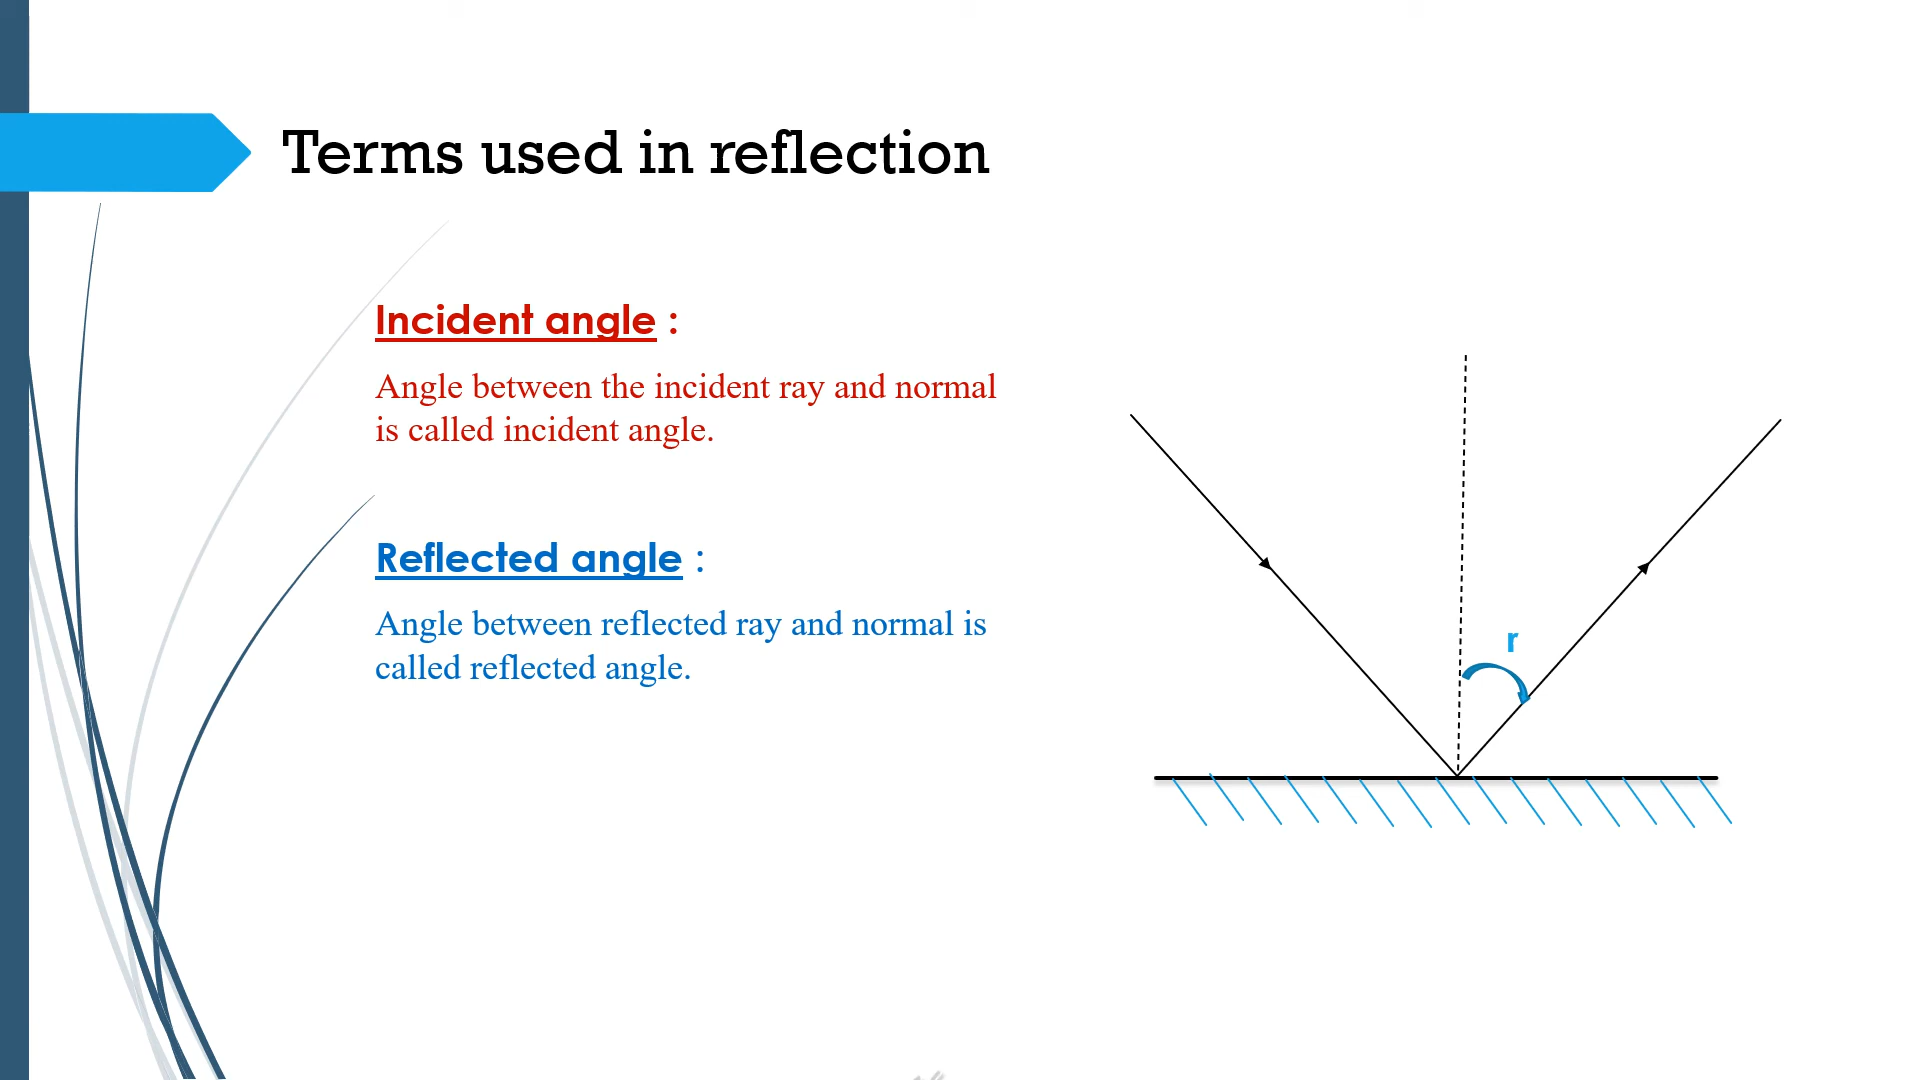 Terms used in reflection
Incident angle :
Angle between the incident ray and normal
is called incident angle.
Reflected angle :
Angle between reflected ray and normal is
called reflected angle.
r